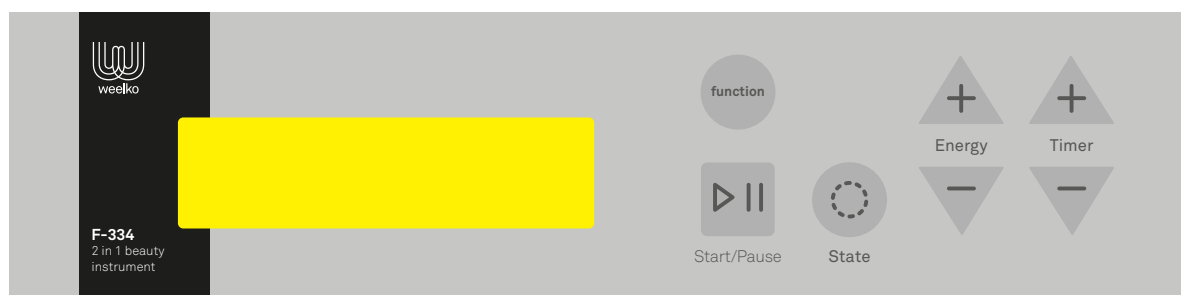 weelko
F-334
2 in 1 beauty
instrument
function
Start/Pause
State
Energy
Timer